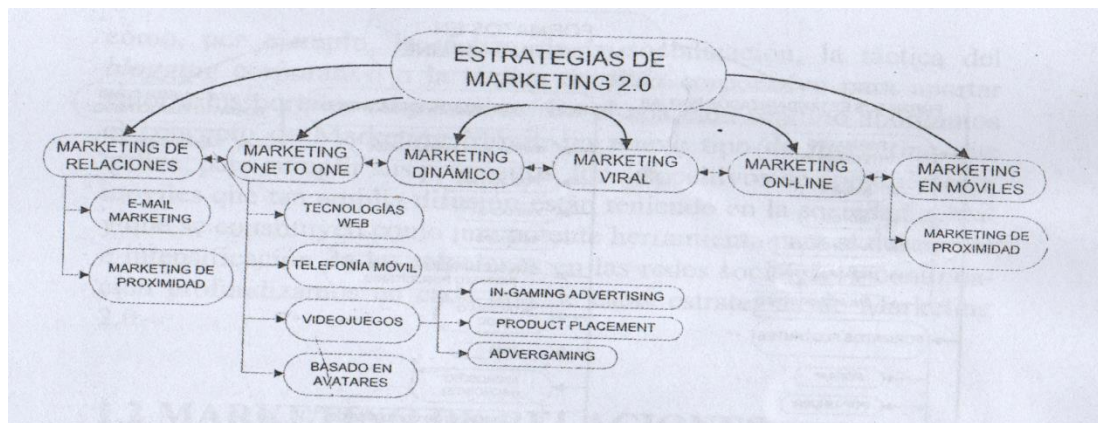 ESTRATEGIAS DE
MARKETING 2.0
MARKETING DE
RELACIONES
MARKETING
ONE TO ONE
MARKETING
DINÁMICO
MARKETING
VIRAL
MARKETING
ON-LINE
MARKETING
EN MÓVILES
E-MAIL
MARKETING
MARKETING DE
PROXIMIDAD
TECNOLOGÍAS
WEB
TELEFONÍA MÓVIL
VIDEOJUEGOS
BASADO EN
AVATARES
IN-GAMING ADVERTISING
PRODUCT PLACEMENT
ADVERGAMING
MARKETING DE
PROXIMIDAD